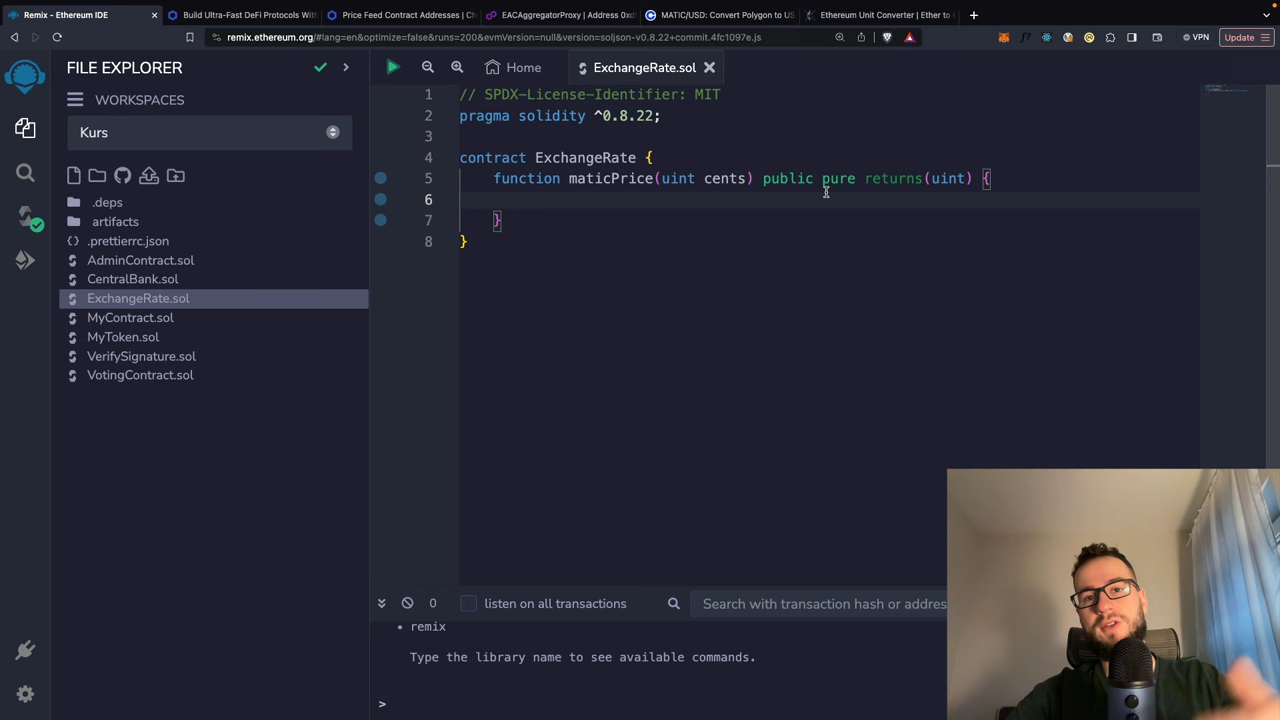 Remix - Ethereum IDE
Build Ultra-Fast DeFi Protocols With
Price Feed Contract Addresses | Ch
EACAggregatorProxy | Address 0xd
MATIC/USD: Convert Polygon to US
Ethereum Unit Converter | Ether to
remix.ethereum.org/#lang=en&optimize=false&runs=200&evmVersion=null&version=soljson-v0.8.22+commit.4fc1097e.js
VPN
Update
FILE EXPLORER
WORKSPACES
Kurs
.deps
artifacts
.prettierrc.json
AdminContract.sol
CentralBank.sol
ExchangeRate.sol
MyContract.sol
MyToken.sol
VerifySignature.sol
VotingContract.sol
Home
ExchangeRate.sol
1 // SPDX-License-Identifier: MIT
2 pragma solidity ^0.8.22;
3
4 contract ExchangeRate {
5 function maticPrice(uint cents) public pure returns(uint) {
6
7 }
8 }
0
listen on all transactions
Search with transaction hash or addres
• remix
Type the library name to see available commands.
>